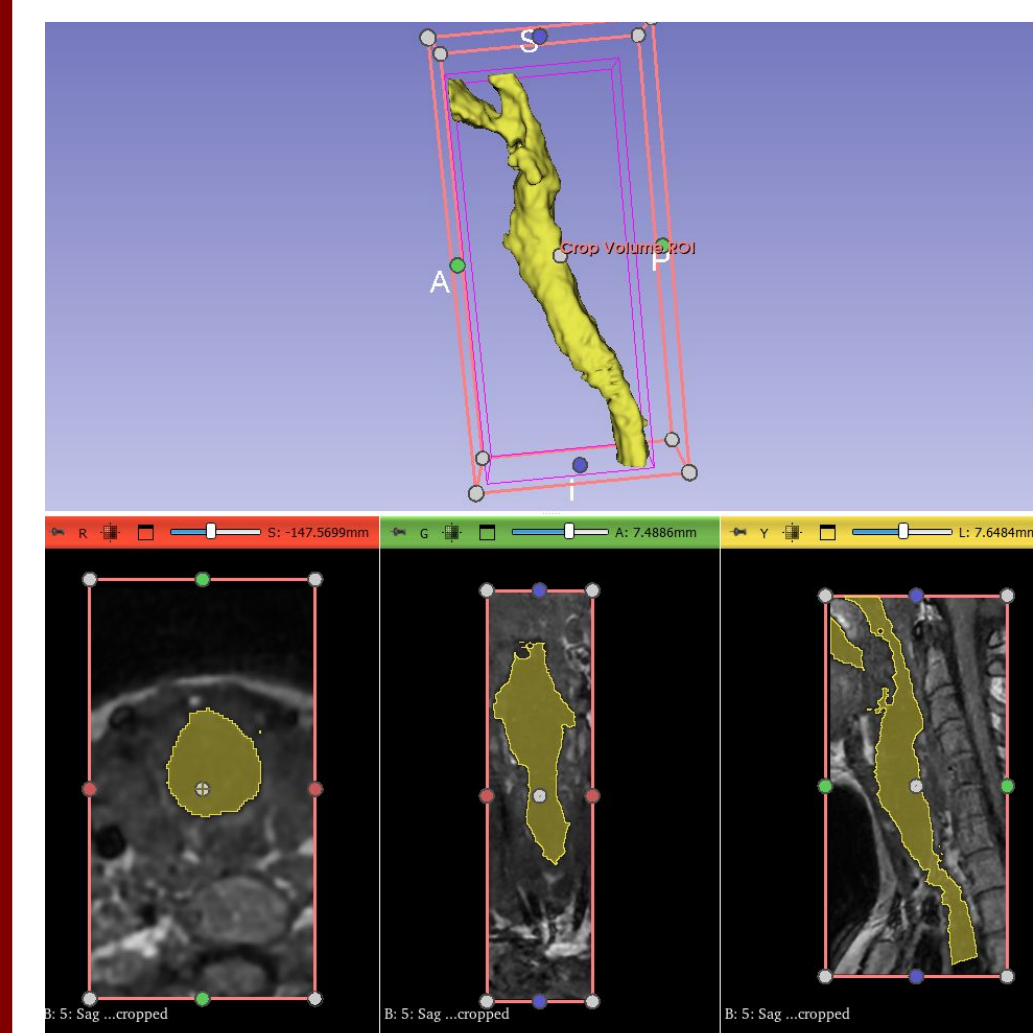 S
Crop Volume ROI
P
A
I
R S: -147.5699mm
G A: 7.4886mm
Y L: 7.6484mm
B: 5: Sag ...cropped
B: 5: Sag ...cropped
B: 5: Sag ...cropped